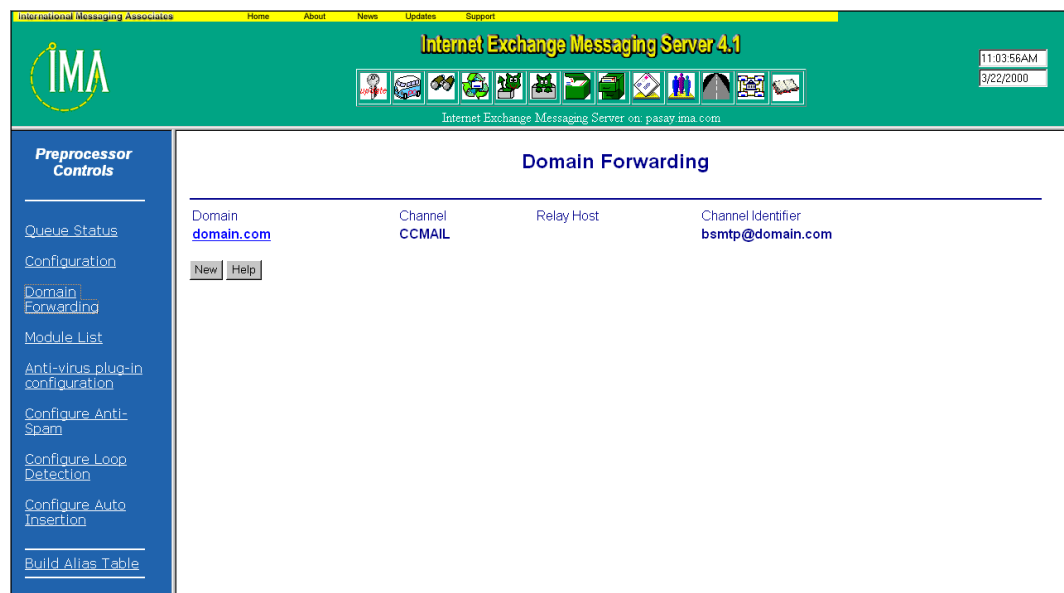 International Messaging Associates Home About News Updates Support
IMA
Internet Exchange Messaging Server 4.1
update
Internet Exchange Messaging Server on: pasay.ima.com
11:03:56AM
3/22/2000
Preprocessor
Controls
Queue Status
Configuration
Domain
Forwarding
Module List
Anti-virus plug-in
configuration
Configure Anti-
Spam
Configure Loop
Detection
Configure Auto
Insertion
Build Alias Table
Domain Forwarding
Domain Channel Relay Host Channel Identifier
domain.com CCMAIL bsmtp@domain.com
New Help